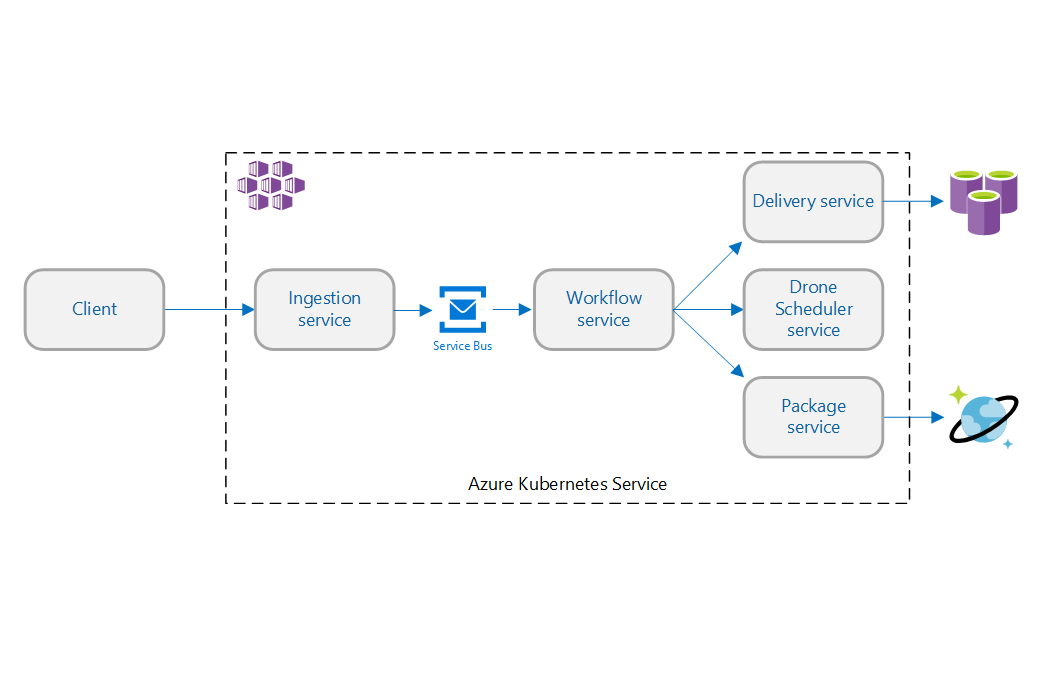 Client
Ingestion
service
Service Bus
Workflow
service
Delivery service
Drone
Scheduler
service
Package
service
Azure Kubernetes Service